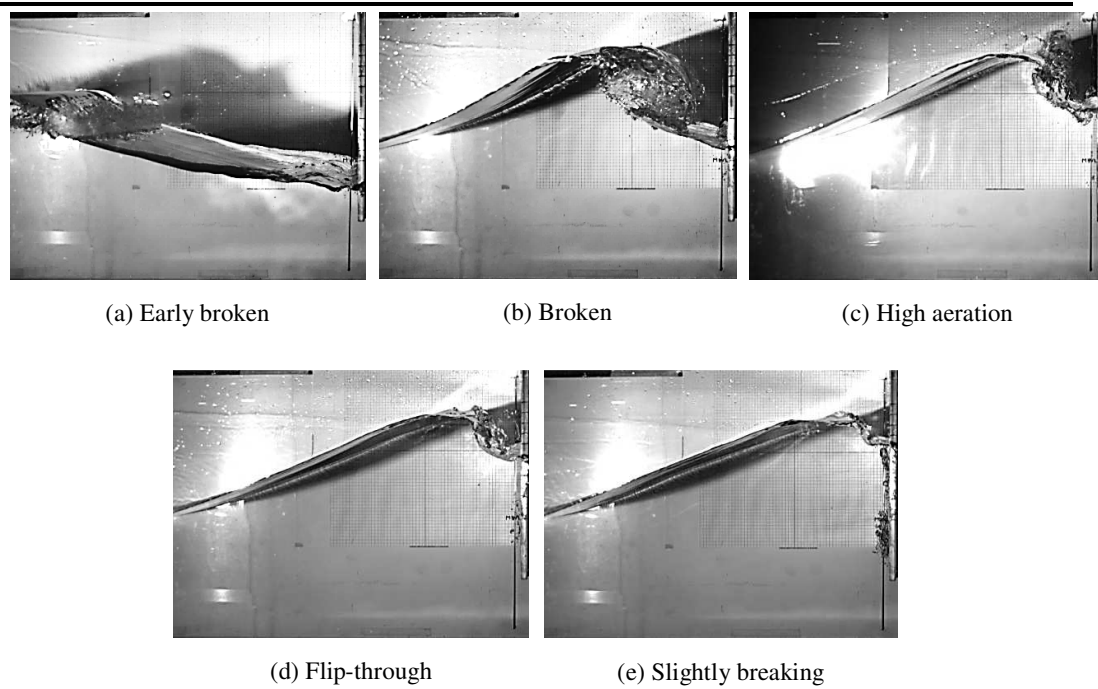 (a) Early broken
(b) Broken
(c) High aeration
(d) Flip-through
(e) Slightly breaking